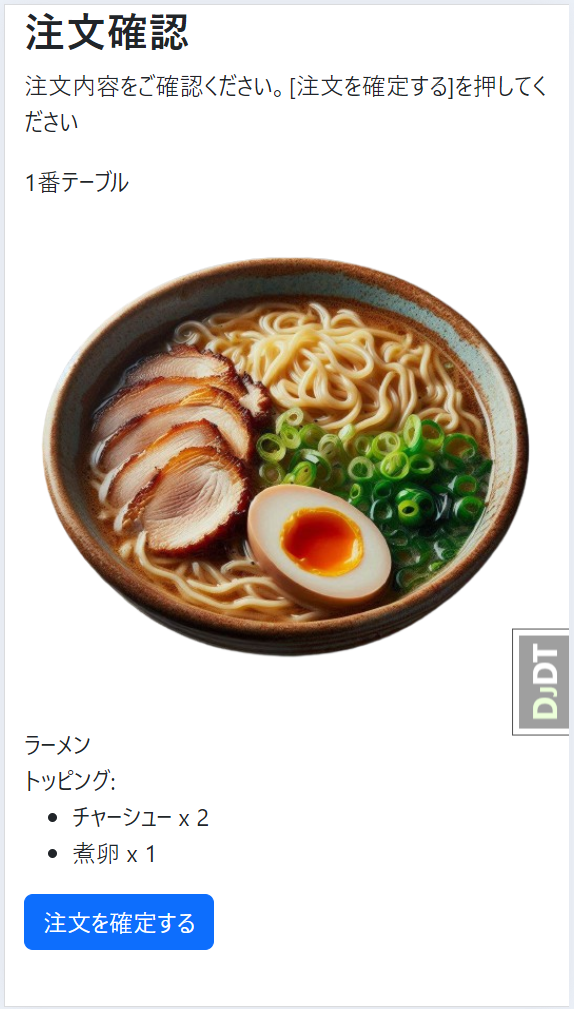 注文確認
注文内容をご確認ください。[注文を確定する]を押してく
ださい
1番テーブル
DJDT
ラーメン
トッピング:
• チャーシュー x 2
• 煮卵 x 1
注文を確定する